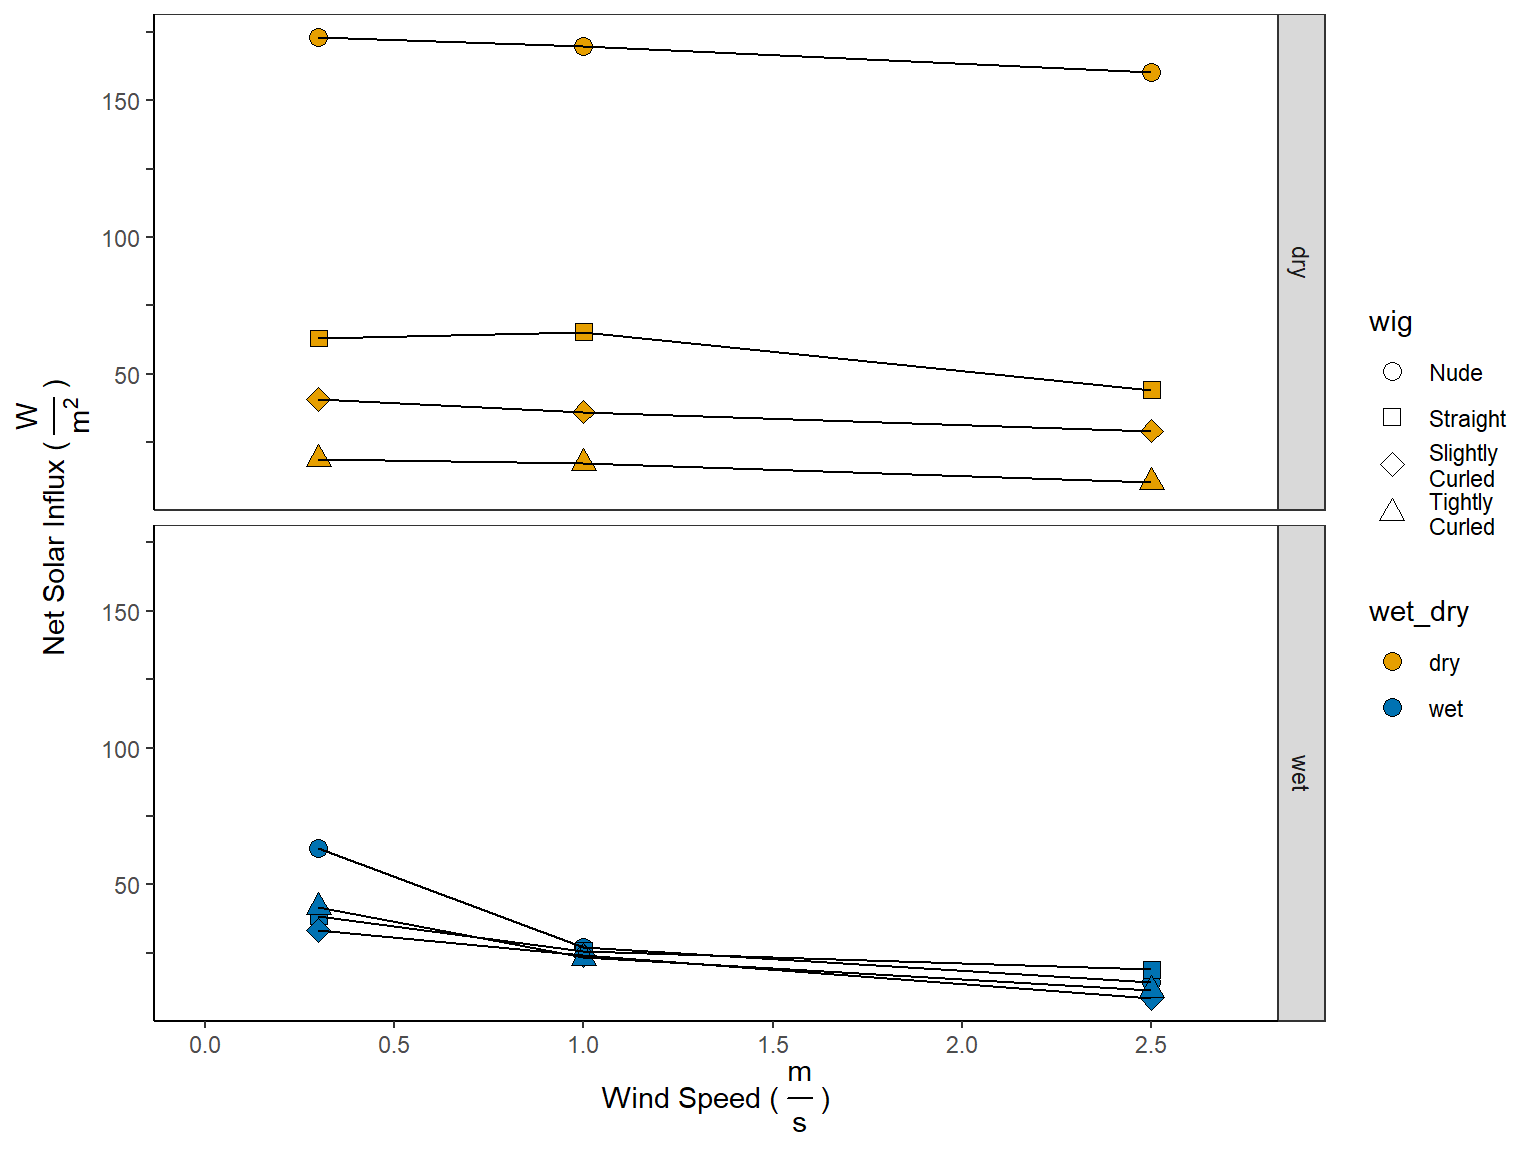 150
100
50
dry
150
100
50
wet
0.0
0.5
1.0
1.5
2.0
2.5
Wind Speed ( m/s )
Net Solar Influx ( W/m² )
wig
Nude
Straight
Slightly
Curled
Tightly
Curled
wet_dry
dry
wet